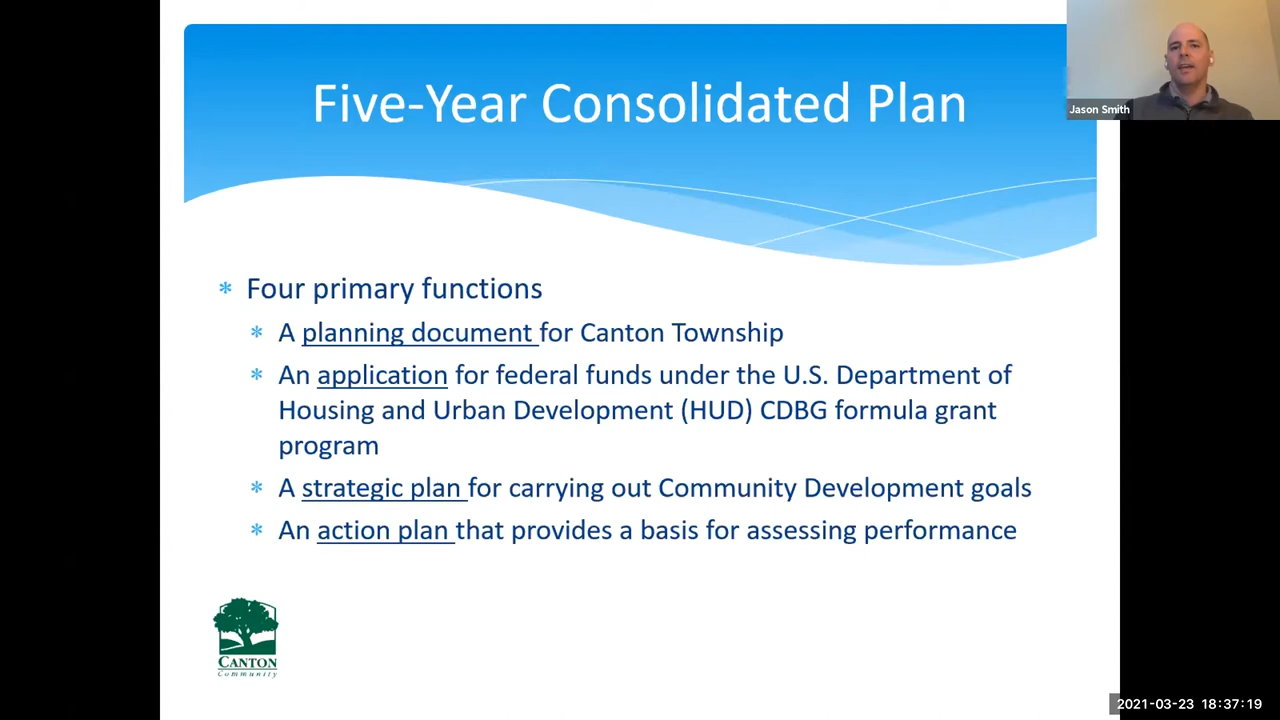 Five-Year Consolidated Plan
Jason Smith
* Four primary functions
* A planning document for Canton Township
* An application for federal funds under the U.S. Department of
Housing and Urban Development (HUD) CDBG formula grant
program
* A strategic plan for carrying out Community Development goals
* An action plan that provides a basis for assessing performance
CANTON
Community
2021-03-23 18:37:19